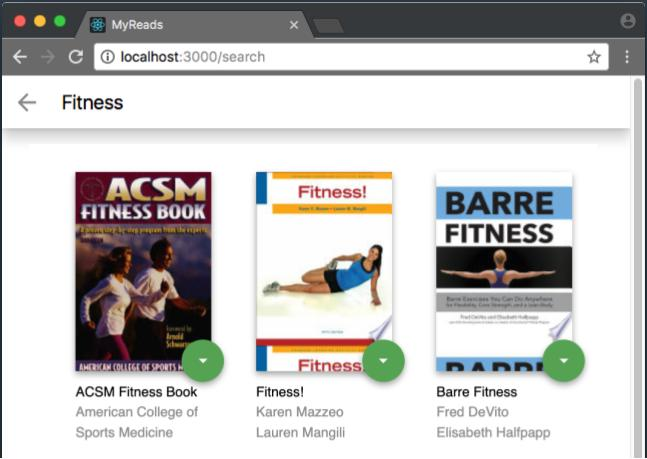 MyReads
localhost:3000/search
Fitness
ACSM
FITNESS BOOK
A proven step-by-step program from the experts
Foreword by
Arnold
AMERICAN COLLEGE OF SPORTS
Fitness!
Karen E. Mazzeo • Lauren M. Mangili
FIFTH EDITION
Fitness!
BARRE
FITNESS
Barre Exercises You Can Do Anywhere
for Flexibility, Core Strength, and a Lean Body
Fred DeVito and Elisabeth Halfpapp
BARRE
ACSM Fitness Book
American College of
Sports Medicine
Fitness!
Karen Mazzeo
Lauren Mangili
Barre Fitness
Fred DeVito
Elisabeth Halfpapp